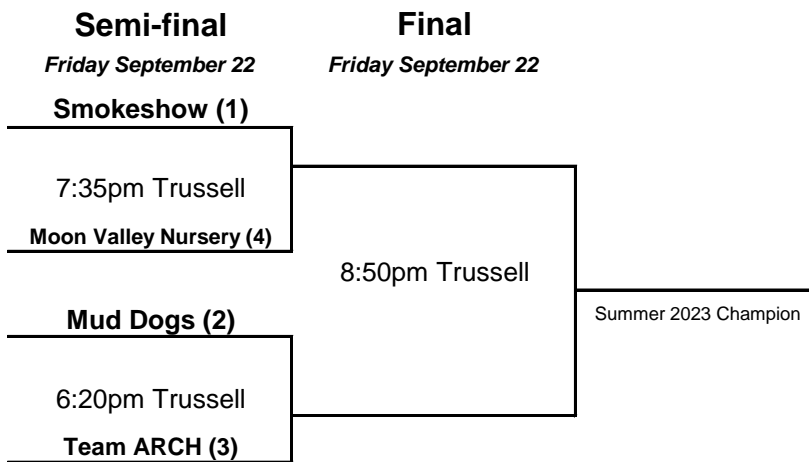 Semi-final
Final
Friday September 22
Friday September 22
Smokeshow (1)
7:35pm Trussell
Moon Valley Nursery (4)
8:50pm Trussell
Mud Dogs (2)
Summer 2023 Champion
6:20pm Trussell
Team ARCH (3)